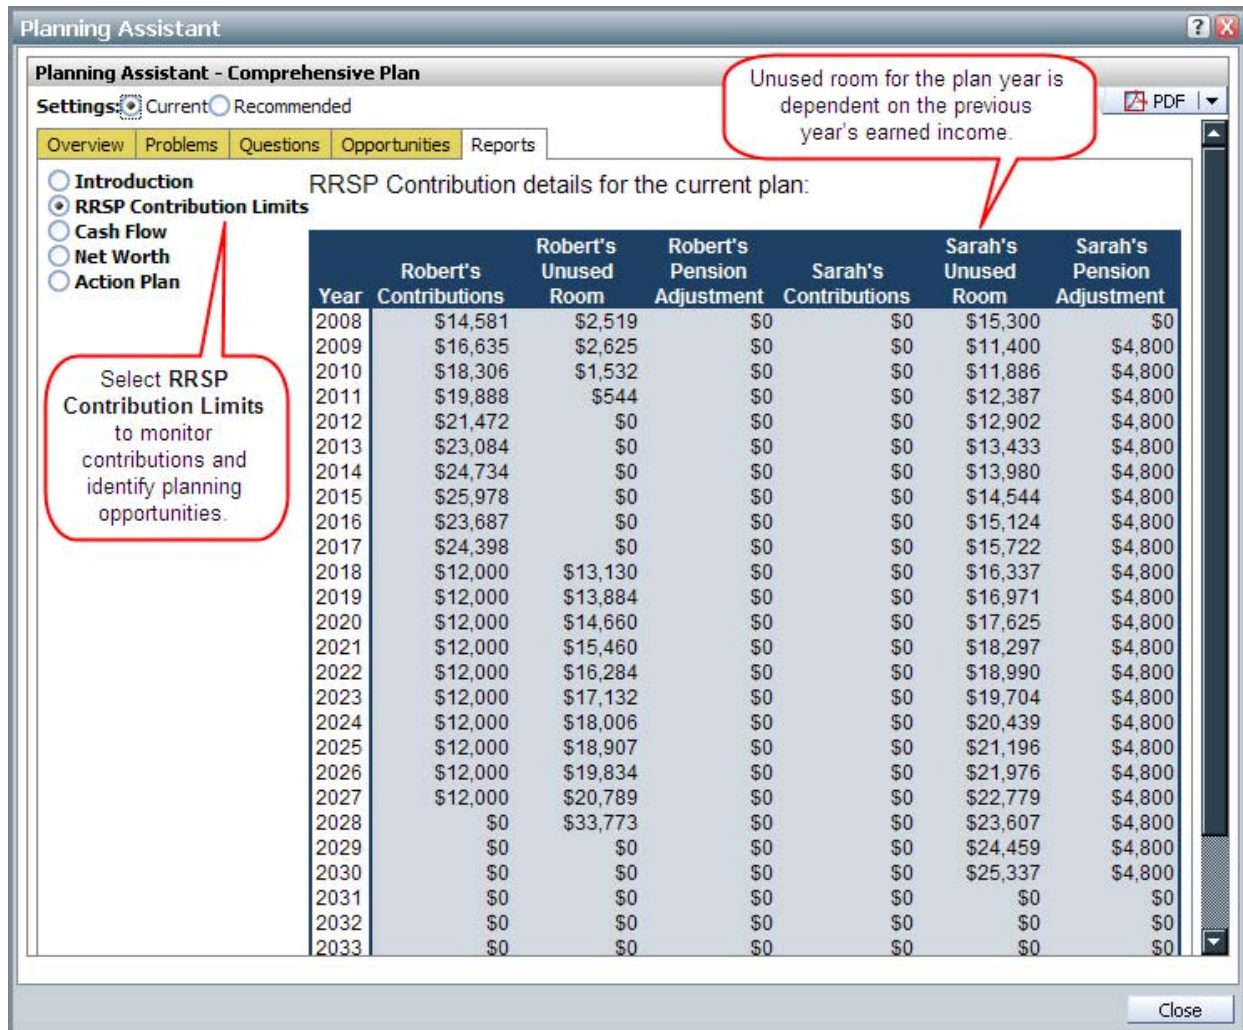 Planning Assistant
Planning Assistant - Comprehensive Plan
Settings: Current Recommended
PDF
Unused room for the plan year is
dependent on the previous
year's earned income.
Overview Problems Questions Opportunities Reports
Introduction
RRSP Contribution Limits
Cash Flow
Net Worth
Action Plan
Select RRSP
Contribution Limits
to monitor
contributions and
identify planning
opportunities.
RRSP Contribution details for the current plan:
Robert's Robert's Sarah's Sarah's
Robert's Unused Pension Sarah's Unused Pension
Year Contributions Room Adjustment Contributions Room Adjustment
2008 $14,581 $2,519 $0 $0 $15,300 $0
2009 $16,635 $2,625 $0 $0 $11,400 $4,800
2010 $18,306 $1,532 $0 $0 $11,886 $4,800
2011 $19,888 $544 $0 $0 $12,387 $4,800
2012 $21,472 $0 $0 $0 $12,902 $4,800
2013 $23,084 $0 $0 $0 $13,433 $4,800
2014 $24,734 $0 $0 $0 $13,980 $4,800
2015 $25,978 $0 $0 $0 $14,544 $4,800
2016 $23,687 $0 $0 $0 $15,124 $4,800
2017 $24,398 $0 $0 $0 $15,722 $4,800
2018 $12,000 $13,130 $0 $0 $16,337 $4,800
2019 $12,000 $13,884 $0 $0 $16,971 $4,800
2020 $12,000 $14,660 $0 $0 $17,625 $4,800
2021 $12,000 $15,460 $0 $0 $18,297 $4,800
2022 $12,000 $16,284 $0 $0 $18,990 $4,800
2023 $12,000 $17,132 $0 $0 $19,704 $4,800
2024 $12,000 $18,006 $0 $0 $20,439 $4,800
2025 $12,000 $18,907 $0 $0 $21,196 $4,800
2026 $12,000 $19,834 $0 $0 $21,976 $4,800
2027 $12,000 $20,789 $0 $0 $22,779 $4,800
2028 $0 $33,773 $0 $0 $23,607 $4,800
2029 $0 $0 $0 $0 $24,459 $4,800
2030 $0 $0 $0 $0 $25,337 $4,800
2031 $0 $0 $0 $0 $0 $0
2032 $0 $0 $0 $0 $0 $0
2033 $0 $0 $0 $0 $0 $0
Close